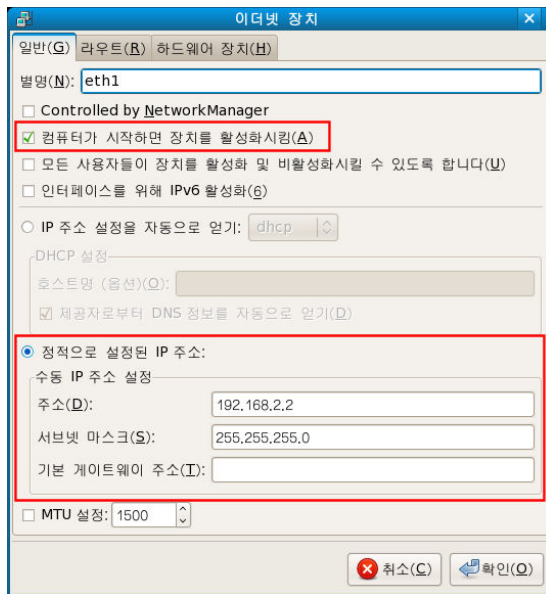 이더넷 장치
일반(G) 라우트(R) 하드웨어 장치(H)
별명(N): eth1
Controlled by NetworkManager
컴퓨터가 시작하면 장치를 활성화시킴(A)
모든 사용자들이 장치를 활성화 및 비활성화시킬 수 있도록 합니다(U)
인터페이스를 위해 IPv6 활성화(6)
IP 주소 설정을 자동으로 얻기: dhcp
DHCP 설정
호스트명 (옵션)(O):
제공자로부터 DNS 정보를 자동으로 얻기(D)
정적으로 설정된 IP 주소:
수동 IP 주소 설정
주소(D): 192.168.2.2
서브넷 마스크(S): 255.255.255.0
기본 게이트웨이 주소(T):
MTU 설정: 1500
취소(C) 확인(O)